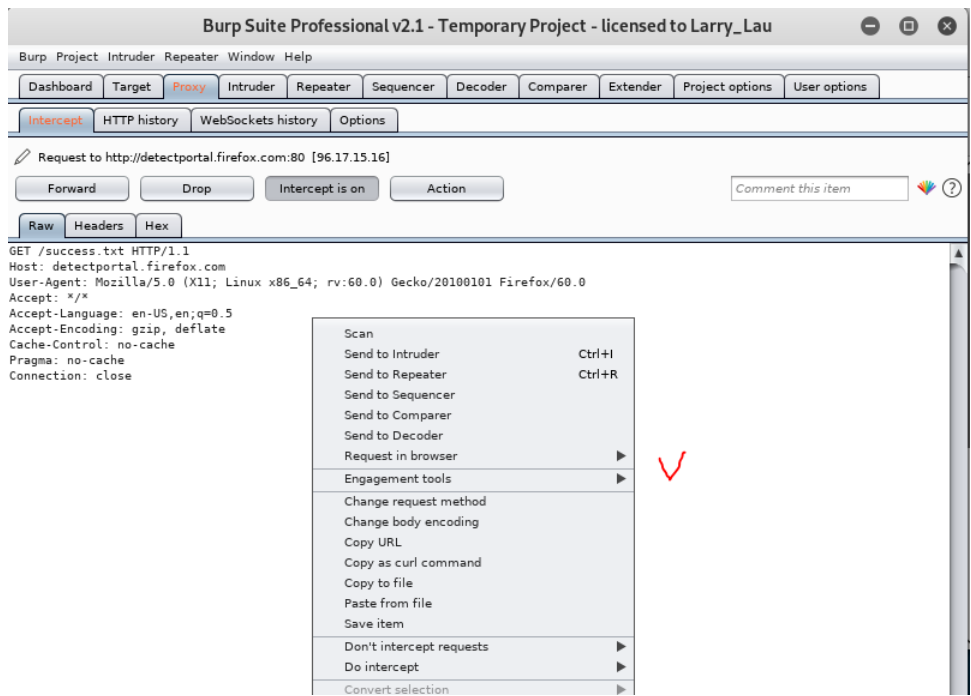 Burp Suite Professional v2.1 - Temporary Project - licensed to Larry_Lau
Burp Project Intruder Repeater Window Help
Dashboard Target Proxy Intruder Repeater Sequencer Decoder Comparer Extender Project options User options
Intercept HTTP history WebSockets history Options
Request to http://detectportal.firefox.com:80 [96.17.15.16]
Forward Drop Intercept is on Action Comment this item ?
Raw Headers Hex
GET /success.txt HTTP/1.1
Host: detectportal.firefox.com
User-Agent: Mozilla/5.0 (X11; Linux x86_64; rv:60.0) Gecko/20100101 Firefox/60.0
Accept: */*
Accept-Language: en-US,en;q=0.5
Accept-Encoding: gzip, deflate
Cache-Control: no-cache
Pragma: no-cache
Connection: close
Scan
Send to Intruder Ctrl+I
Send to Repeater Ctrl+R
Send to Sequencer
Send to Comparer
Send to Decoder
Request in browser
Engagement tools
Change request method
Change body encoding
Copy URL
Copy as curl command
Copy to file
Paste from file
Save item
Don't intercept requests
Do intercept
Convert selection